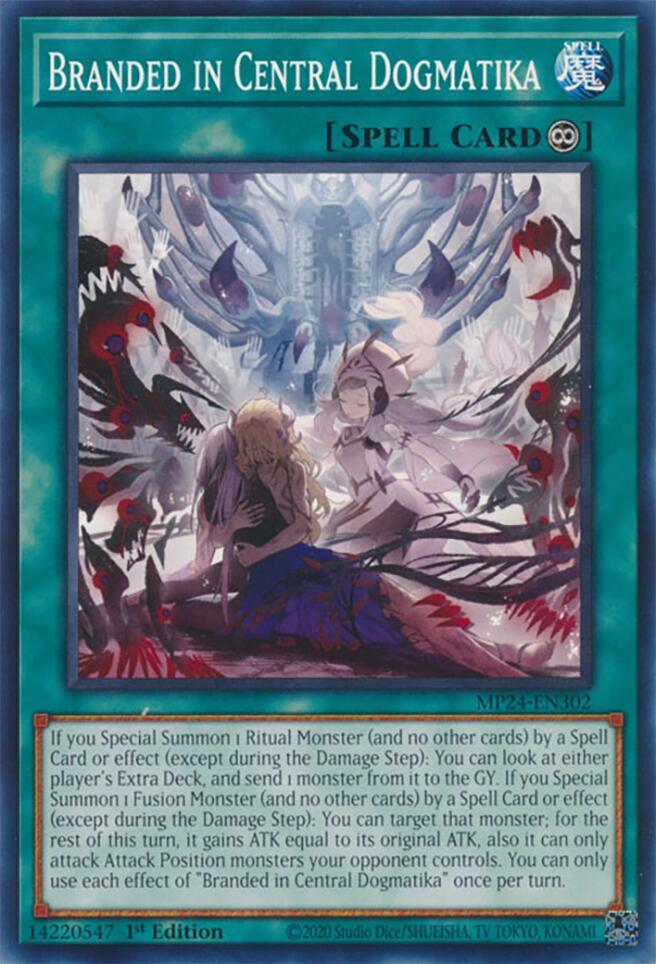 BRANDED IN CENTRAL DOGMATIKA
SPELL
魔
[SPELL CARD]
MP24-EN302
If you Special Summon 1 Ritual Monster (and no other cards) by a Spell
Card or effect (except during the Damage Step): You can look at either
player's Extra Deck, and send 1 monster from it to the GY. If you Special
Summon 1 Fusion Monster (and no other cards) by a Spell Card or effect
(except during the Damage Step): You can target that monster; for the
rest of this turn, it gains ATK equal to its original ATK, also it can only
attack Attack Position monsters your opponent controls. You can only
use each effect of "Branded in Central Dogmatika" once per turn.
14220547 1st Edition ©2020 Studio Dice/SHUEISHA, TV TOKYO, KONAMI